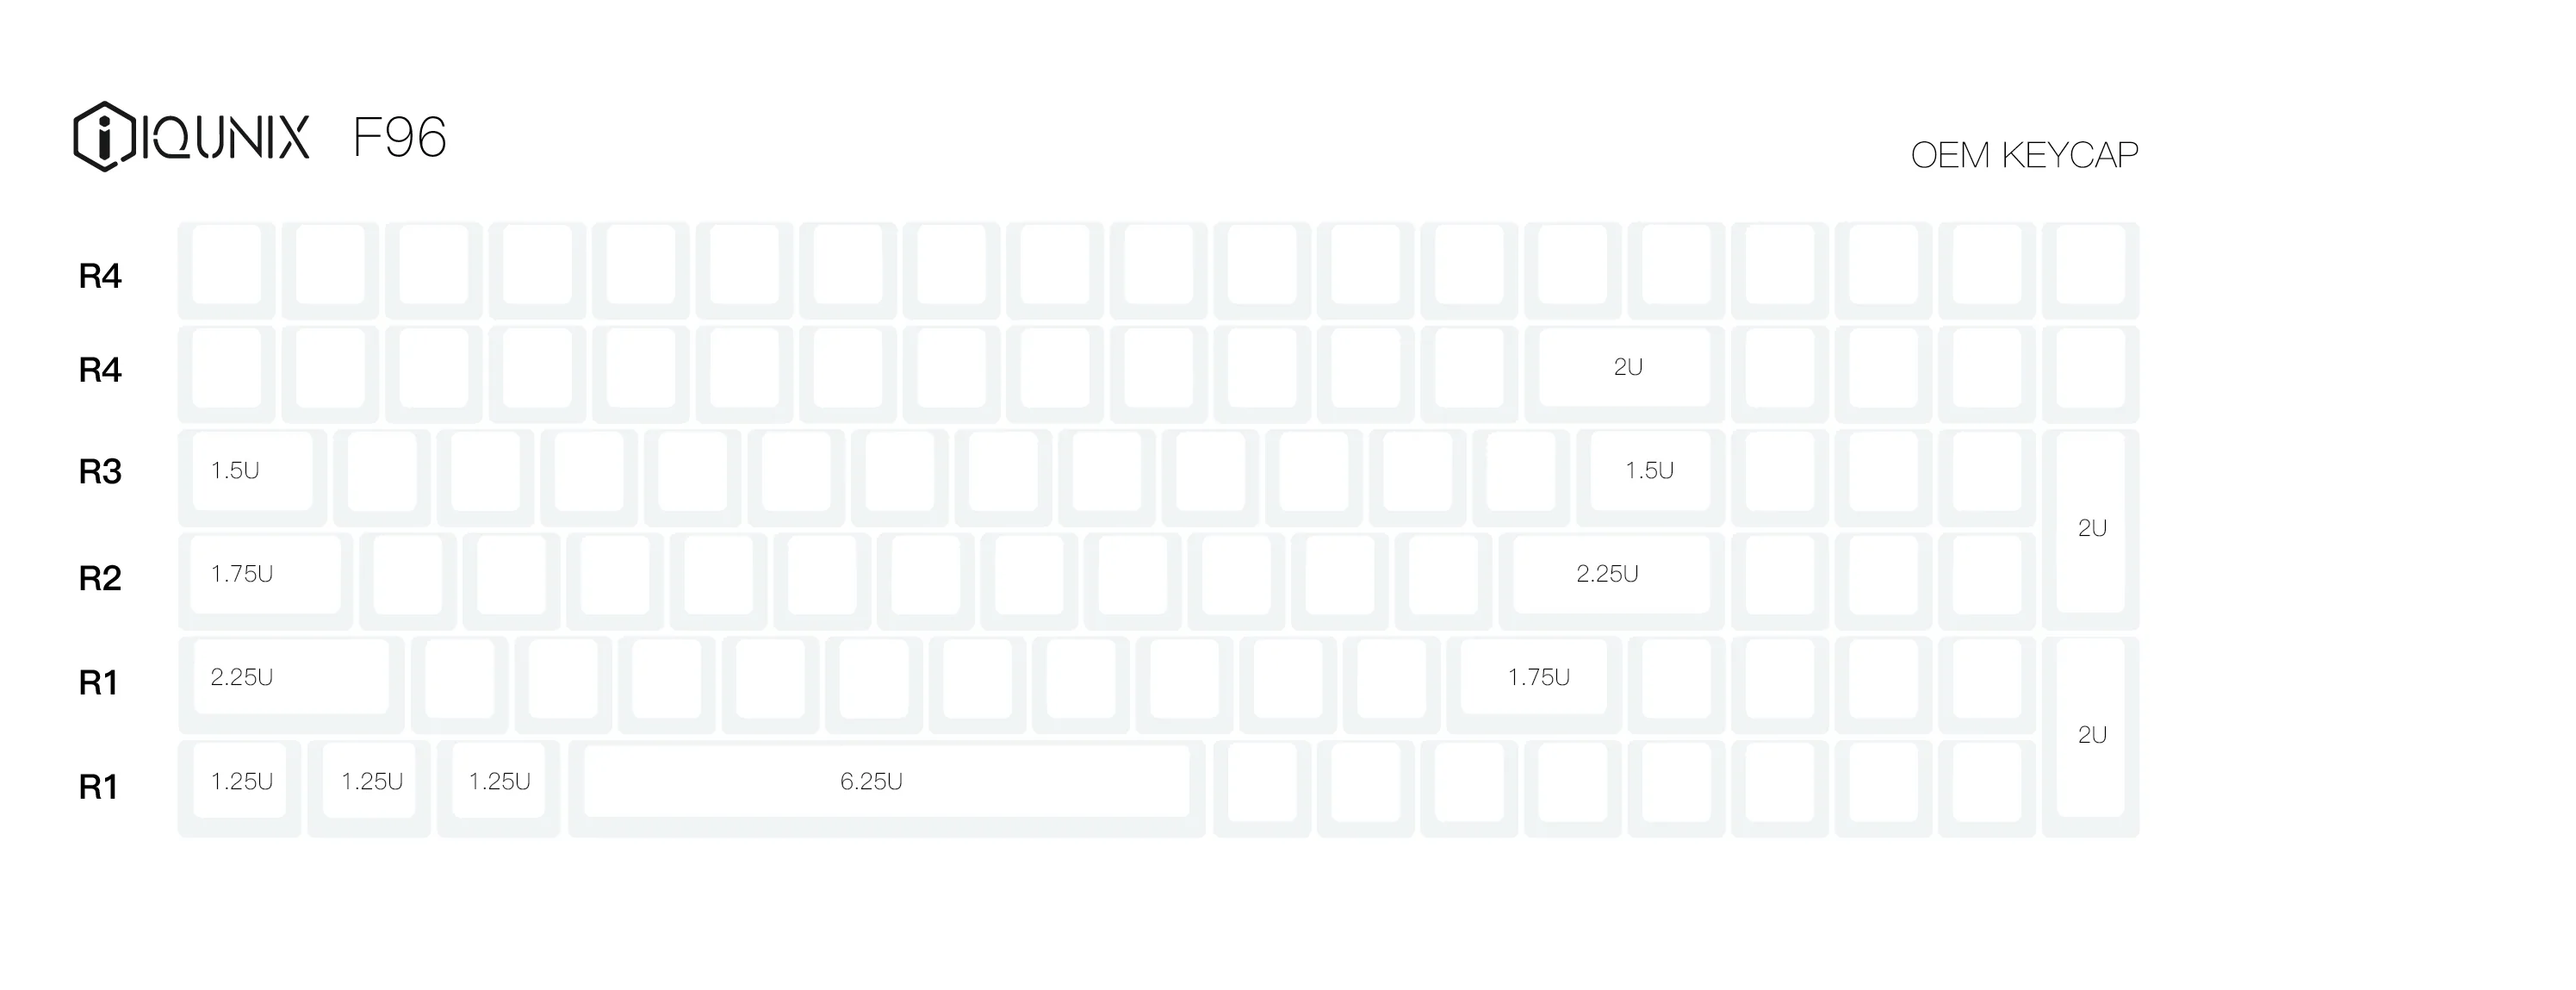 IQUNIX F96
OEM KEYCAP
R4
R4 2U
R3 1.5U 1.5U
2U
R2 1.75U 2.25U
R1 2.25U 1.75U
2U
R1 1.25U 1.25U 1.25U 6.25U